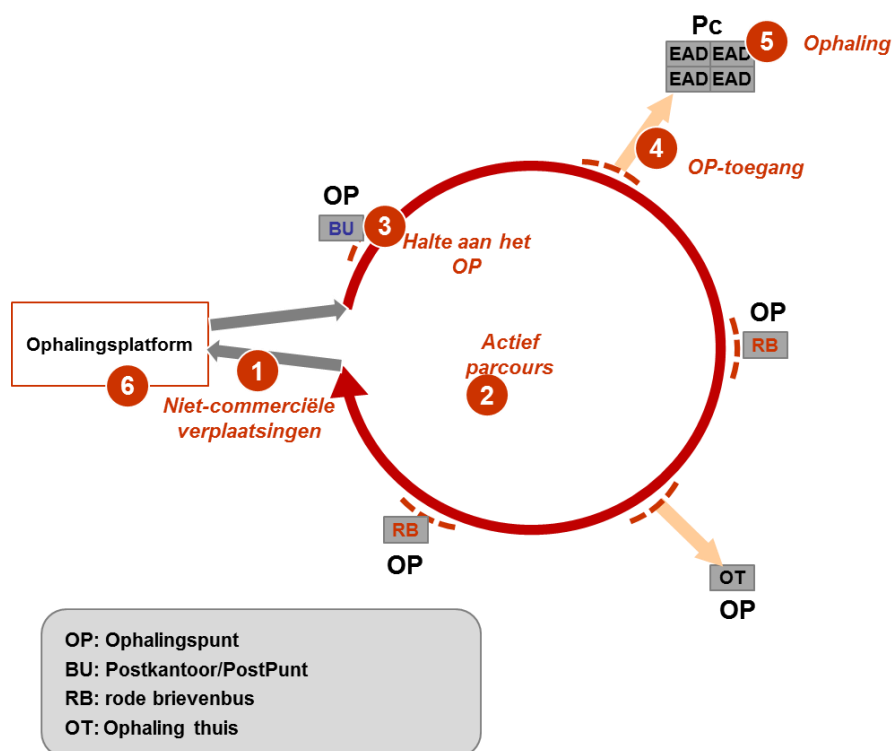 Pc
5
Ophaling
EAD EAD
EAD EAD
4
OP-toegang
OP
BU
3
Halte aan het
OP
Ophalingsplatform
6
1
Niet-commerciële
verplaatsingen
Actief
parcours
2
OP
RB
RB
OP
OT
OP
OP: Ophalingspunt
BU: Postkantoor/PostPunt
RB: rode brievenbus
OT: Ophaling thuis